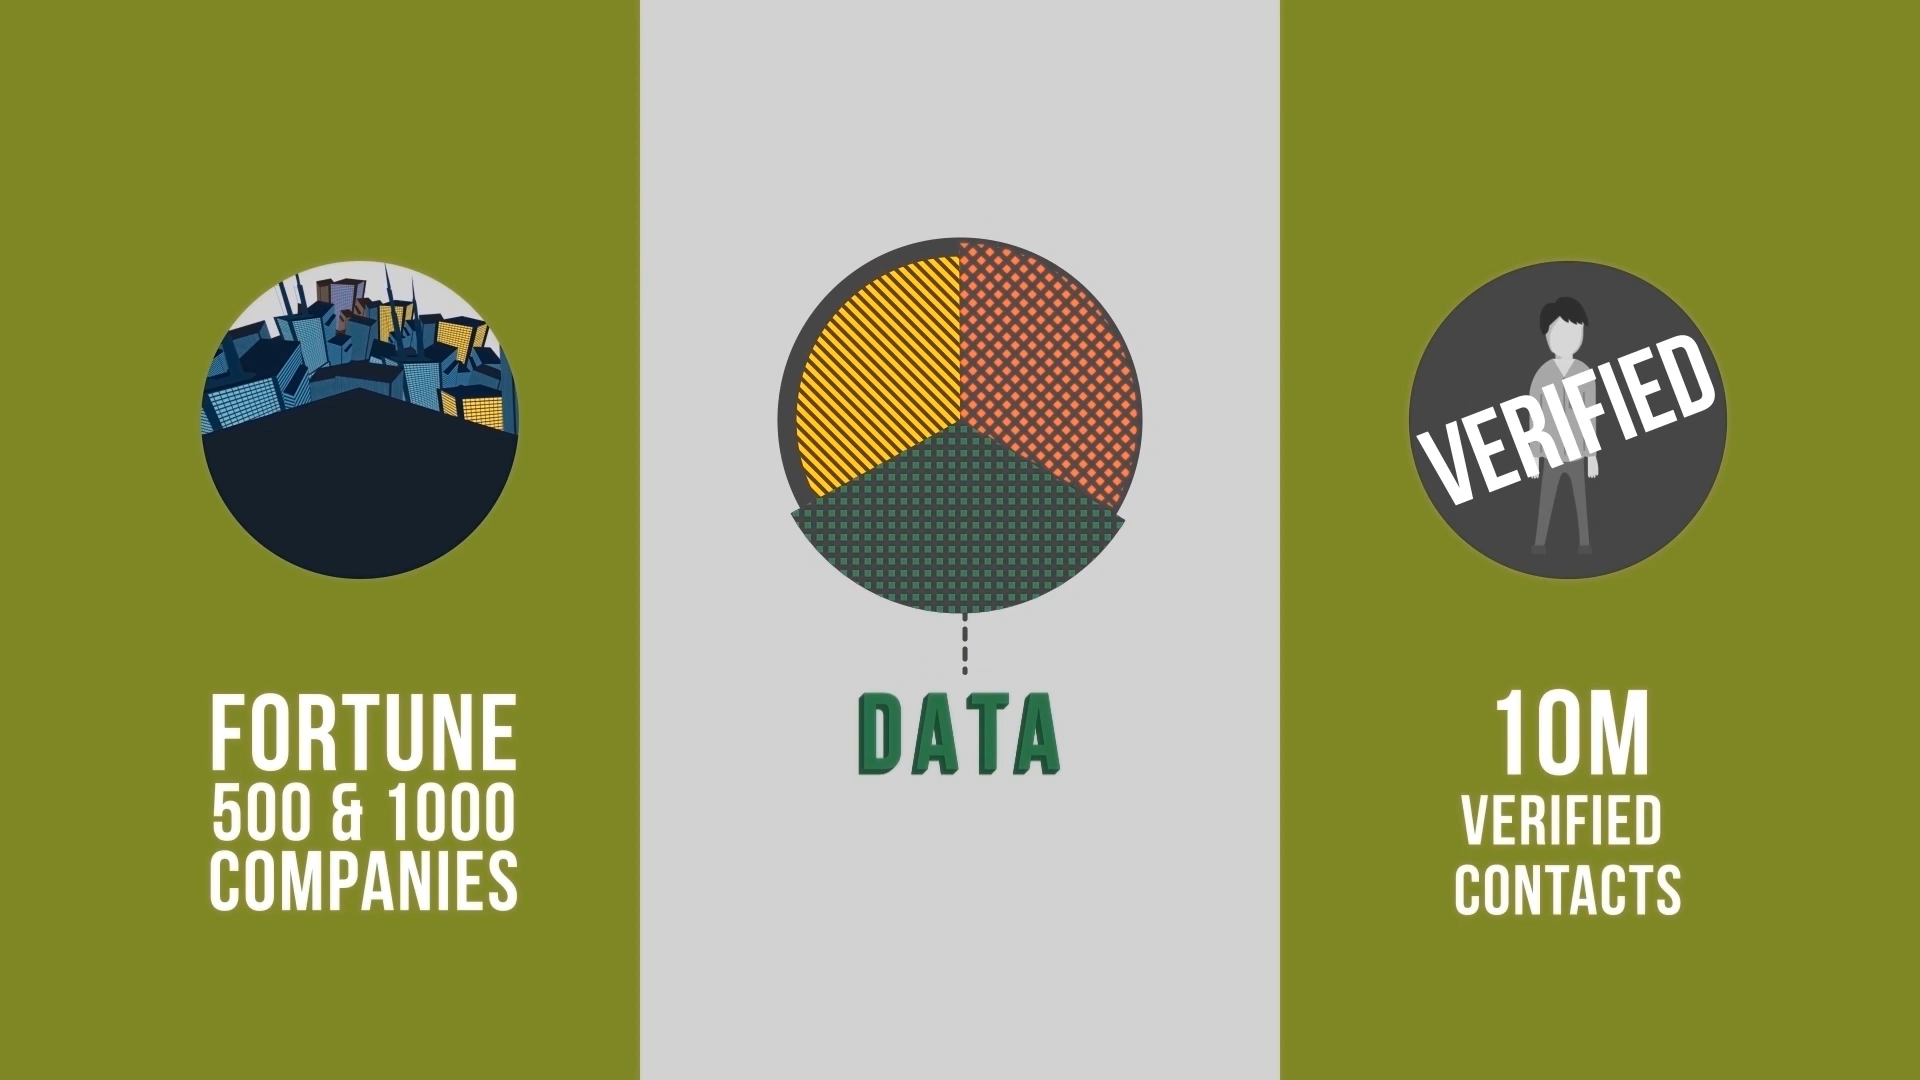 FORTUNE
500 & 1000
COMPANIES
DATA
VERIFIED
10M
VERIFIED
CONTACTS